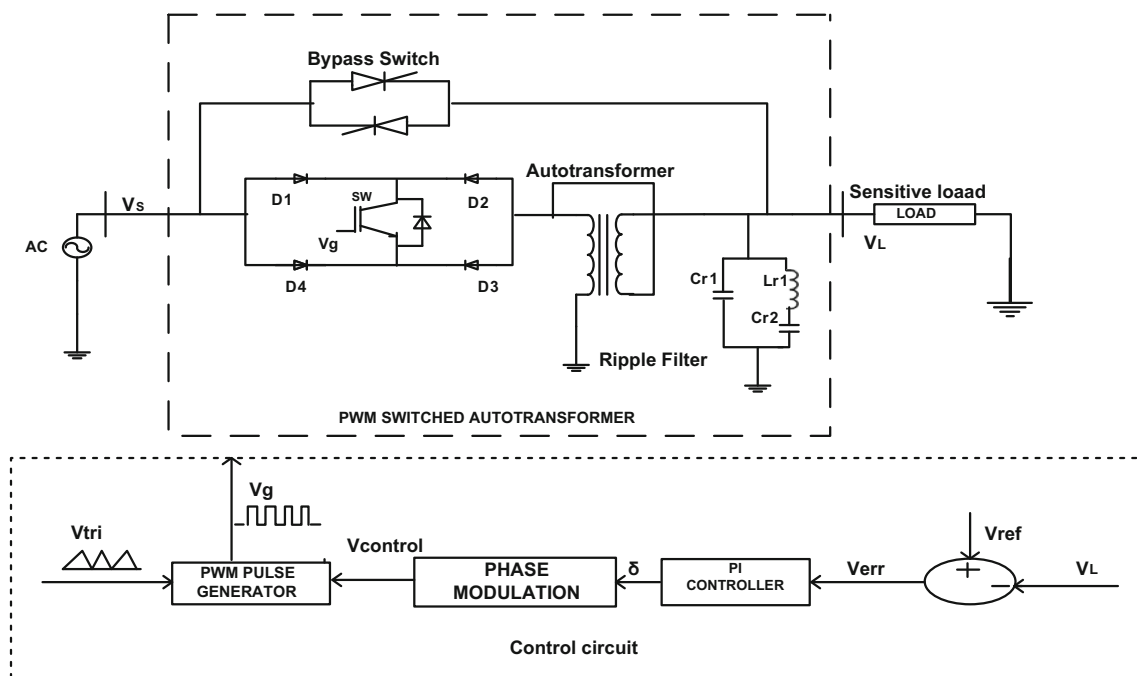 Bypass Switch
Autotransformer
Sensitive loaad
LOAD
VL
Vs
AC
D1
SW
D2
Vg
D4
D3
Cr1
Lr1
Cr2
Ripple Filter
PWM SWITCHED AUTOTRANSFORMER
Vg
Vtri
PWM PULSE
GENERATOR
Vcontrol
PHASE
MODULATION
δ
PI
CONTROLLER
Verr
Vref
+
-
VL
Control circuit